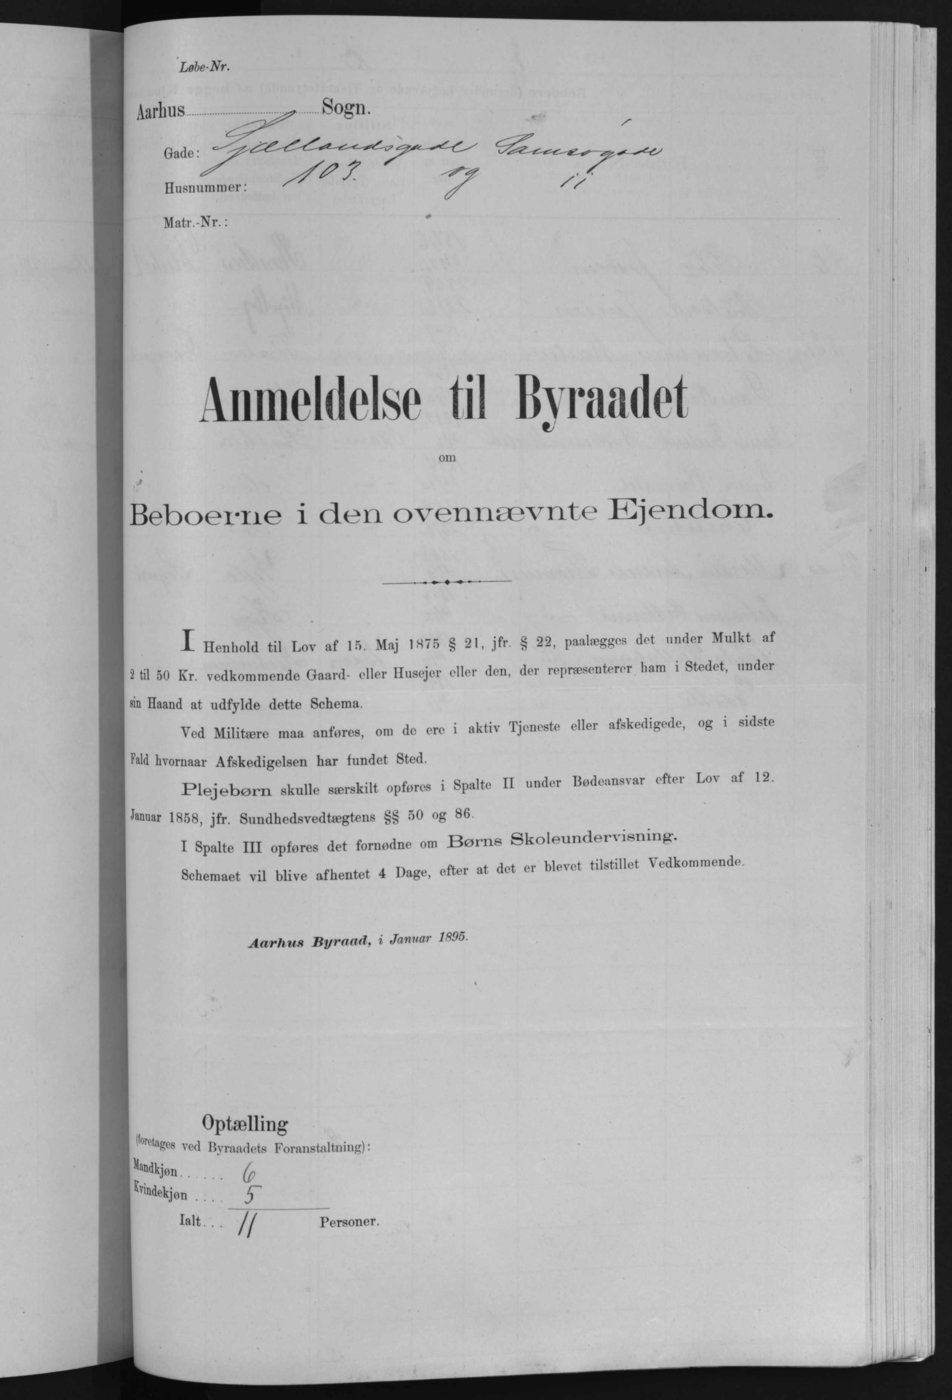 Løbe-Nr.
Aarhus Sogn.
Gade: Sjællandsgade Samsøgade
Husnummer: 103. og 11
Matr.-Nr.:
Anmeldelse til Byraadet
om
Beboerne i den ovennævnte Ejendom.
I Henhold til Lov af 15. Maj 1875 § 21, jfr. § 22, paalægges det under Mulkt af
2 til 50 Kr. vedkommende Gaard- eller Husejer eller den, der repræsenterer ham i Stedet, under
sin Haand at udfylde dette Schema.
Ved Militære maa anføres, om de ere i aktiv Tjeneste eller afskedigede, og i sidste
Fald hvornaar Afskedigelsen har fundet Sted.
Plejebørn skulle særskilt opføres i Spalte II under Bødeansvar efter Lov af 12.
Januar 1858, jfr. Sundhedsvedtægtens §§ 50 og 86.
I Spalte III opføres det fornødne om Børns Skoleundervisning.
Schemaet vil blive afhentet 4 Dage, efter at det er blevet tilstillet Vedkommende.
Aarhus Byraad, i Januar 1895.
Optælling
(foretages ved Byraadets Foranstaltning):
Mandkjøn...... 6
Kvindekjøn .... 5
Ialt... 11 Personer.